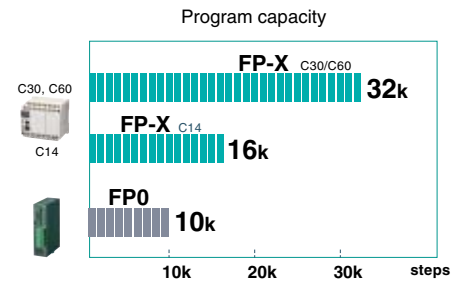 Program capacity
FP-X C30/C60
C30, C60
32k
FP-X C14
C14
16k
FP0
10k
10k 20k 30k steps